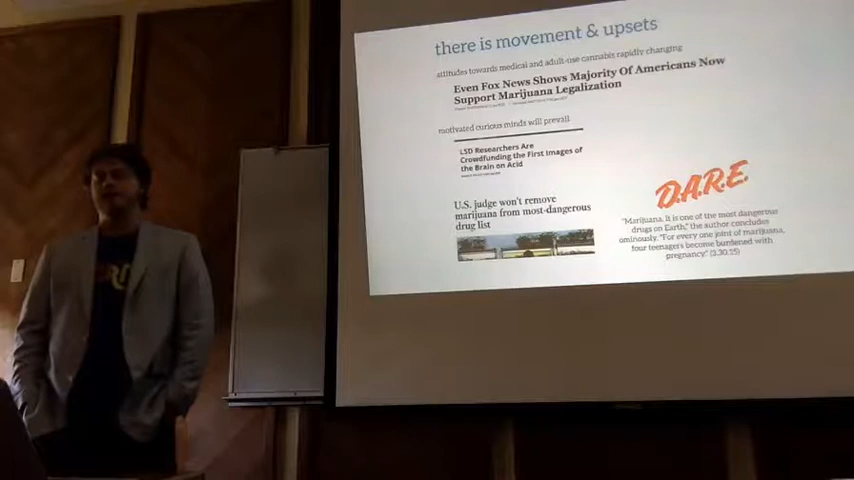 there is movement & upsets
attitudes towards medical and adult-use cannabis rapidly changing
Even Fox News Shows Majority Of Americans Now
Support Marijuana Legalization
motivated curious minds will prevail
LSD Researchers Are
Crowdfunding the First Images of
the Brain on Acid
U.S. judge won't remove
marijuana from most-dangerous
drug list
D.A.R.E.
"Marijuana. It is one of the most dangerous
drugs on Earth," the author concludes
ominously. "For every one joint of marijuana,
four teenagers become burdened with
pregnancy." (3.30.15)